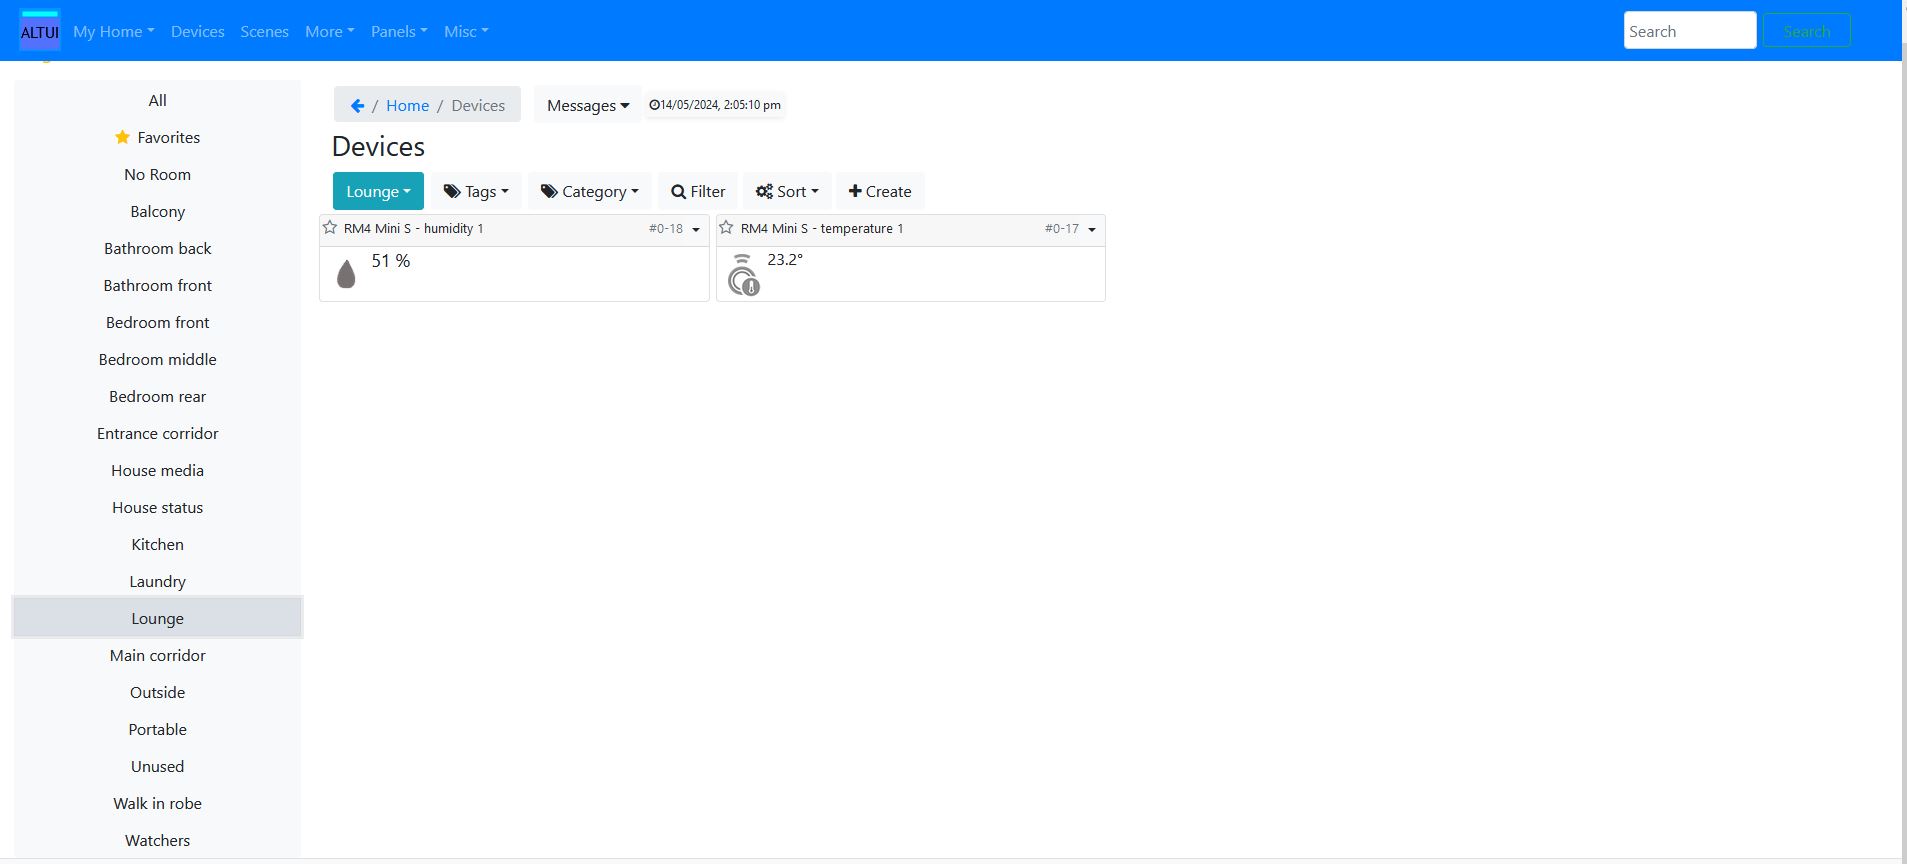 ALTUI My Home Devices Scenes More Panels Misc Search Search
All
Favorites
No Room
Balcony
Bathroom back
Bathroom front
Bedroom front
Bedroom middle
Bedroom rear
Entrance corridor
House media
House status
Kitchen
Laundry
Lounge
Main corridor
Outside
Portable
Unused
Walk in robe
Watchers
/ Home / Devices Messages 14/05/2024, 2:05:10 pm
Devices
Lounge Tags Category Filter Sort Create
RM4 Mini S - humidity 1 #0-18
51 %
RM4 Mini S - temperature 1 #0-17
23.2°